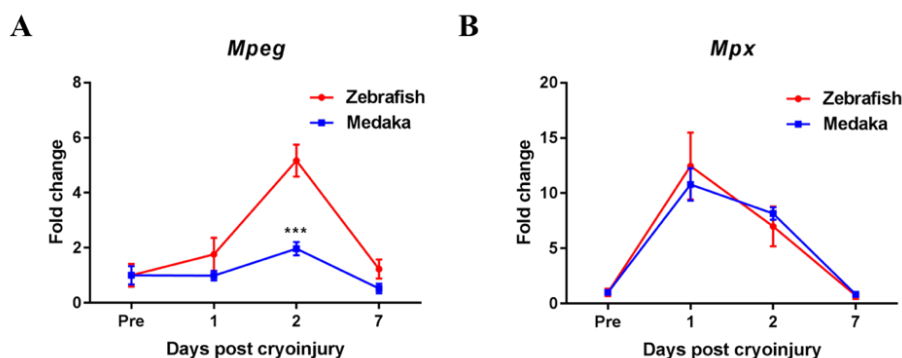 A
Mpeg
Fold change
8
6
4
2
0
Zebrafish
Medaka
***
Pre
1
2
7
Days post cryoinjury
B
Mpx
Fold change
20
15
10
5
0
Zebrafish
Medaka
Pre
1
2
7
Days post cryoinjury